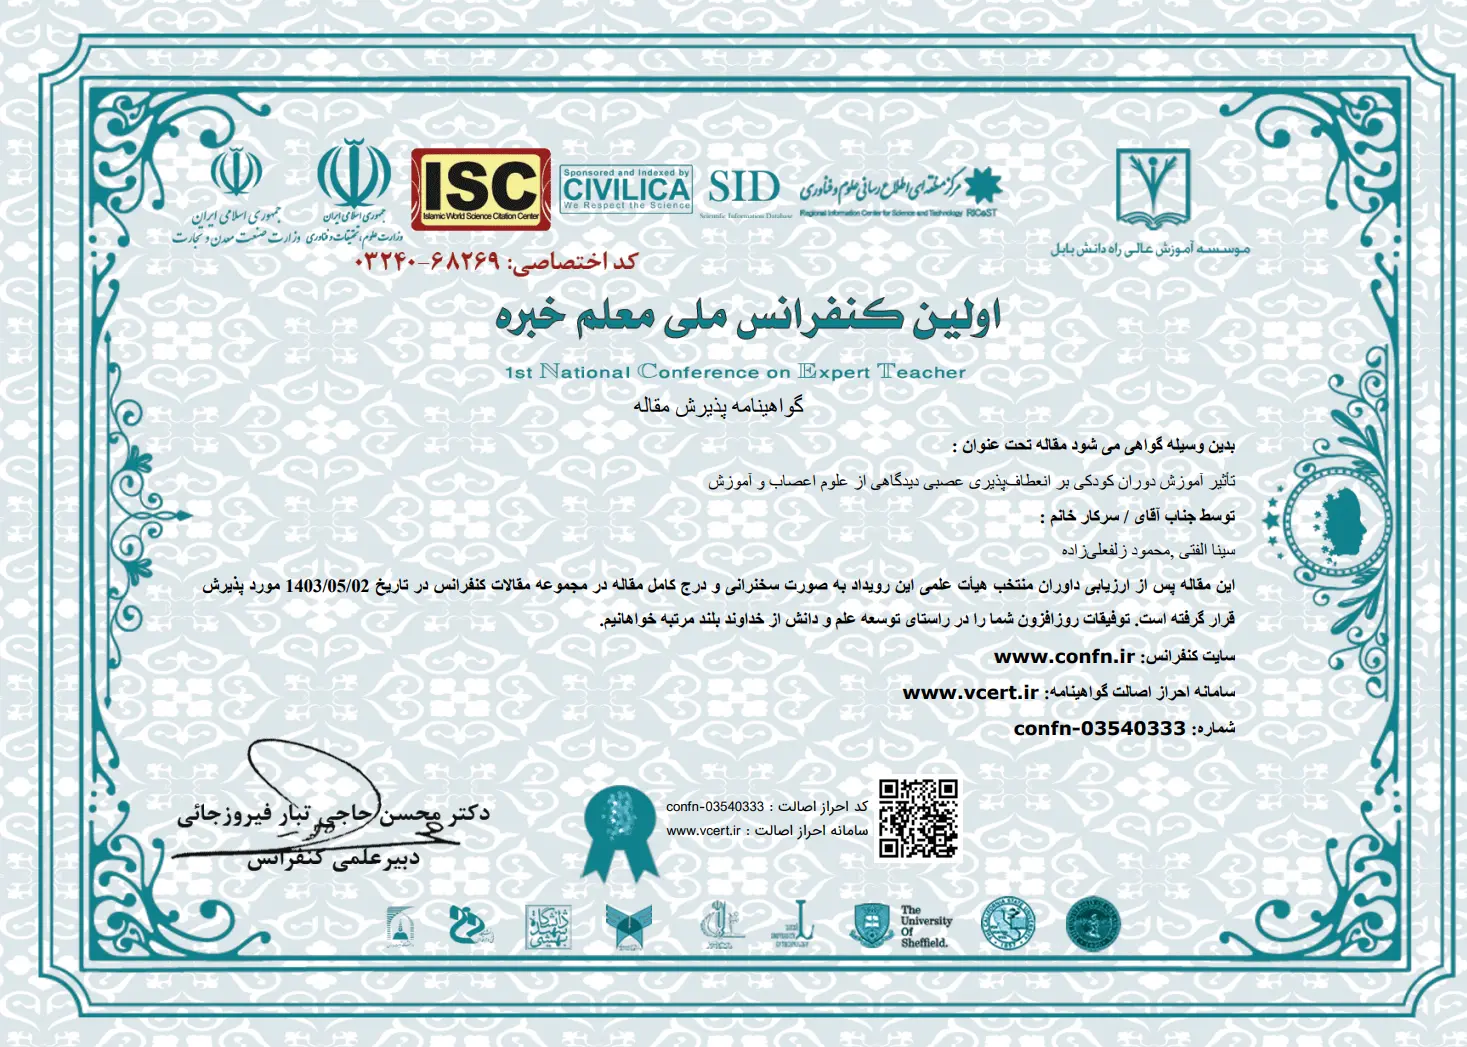 جمهوری اسلامی ایران
وزارت صنعت معدن و تجارت
جمهوری اسلامی ایران
وزارت علوم، تحقیقات و فناوری
ISC
Islamic World Science Citation Center
Sponsored and Indexed by
CIVILICA
We Respect the Science
SID
Scientific Information Database
مرکز منطقه ای اطلاع رسانی علوم و فناوری
Regional Information Center for Science and Technology RICeST
موسسه آموزش عالی راه دانش بابل
کد اختصاصی: ۶۸۲۶۹-۰۳۲۴۰
اولین کنفرانس ملی معلم خبره
1st National Conference on Expert Teacher
گواهینامه پذیرش مقاله
بدین وسیله گواهی می شود مقاله تحت عنوان :
تأثیر آموزش دوران کودکی بر انعطاف‌پذیری عصبی دیدگاهی از علوم اعصاب و آموزش
توسط جناب آقای / سرکار خانم :
سینا الفتی ,محمود زلفعلی‌زاده
این مقاله پس از ارزیابی داوران منتخب هیأت علمی این رویداد به صورت سخنرانی و درج کامل مقاله در مجموعه مقالات کنفرانس در تاریخ 1403/05/02 مورد پذیرش
قرار گرفته است. توفیقات روزافزون شما را در راستای توسعه علم و دانش از خداوند بلند مرتبه خواهانیم.
سایت کنفرانس: www.confn.ir
سامانه احراز اصالت گواهینامه: www.vcert.ir
شماره: confn-03540333
کد احراز اصالت : confn-03540333
سامانه احراز اصالت : www.vcert.ir
دکتر محسن حاجی تبار فیروزجائی
دبیرعلمی کنفرانس
The
University
Of
Sheffield.